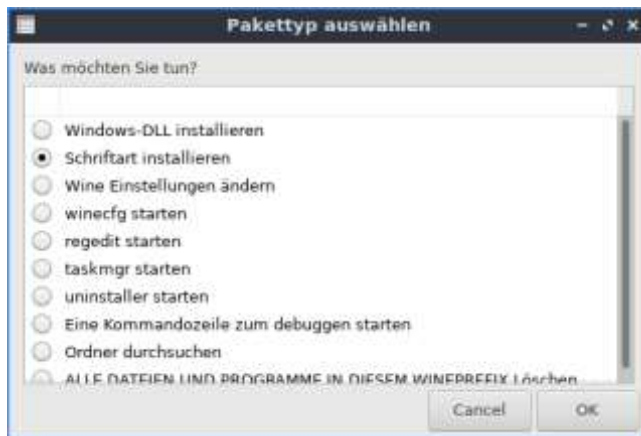 Pakettyp auswählen
Was möchten Sie tun?
Windows-DLL installieren
Schriftart installieren
Wine Einstellungen ändern
winecfg starten
regedit starten
taskmgr starten
uninstaller starten
Eine Kommandozeile zum debuggen starten
Ordner durchsuchen
ALLE DATEIEN UND PROGRAMME IN DIESEM WINEPREFIX Löschen
Cancel
OK